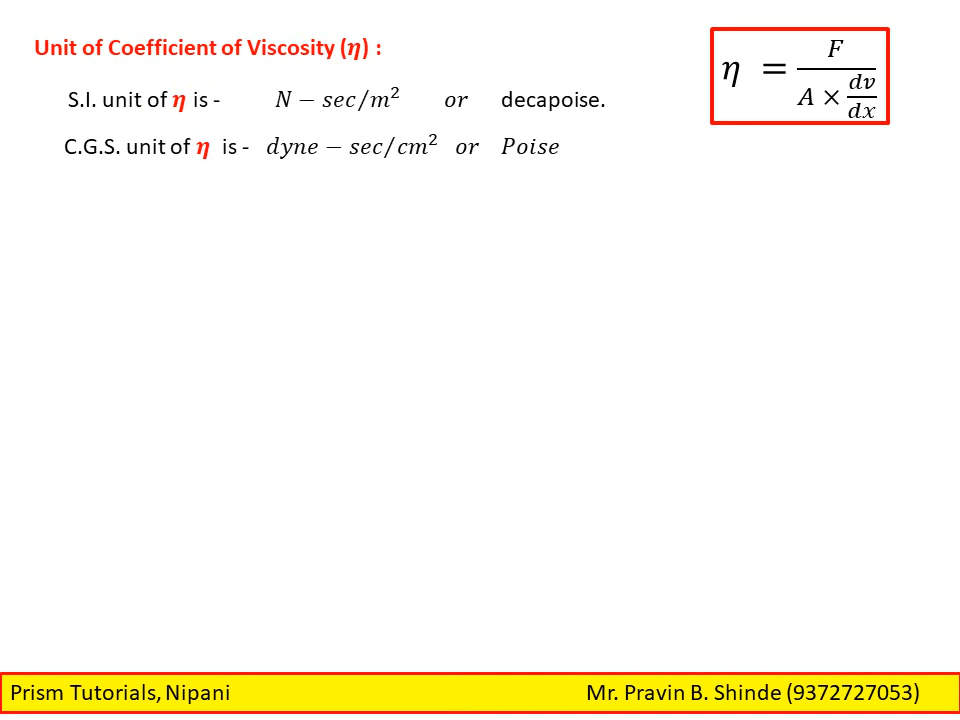 Unit of Coefficient of Viscosity (η) :
η = F / (A × dv/dx)
S.I. unit of η is - N − sec/m² or decapoise.
C.G.S. unit of η is - dyne − sec/cm² or Poise
Prism Tutorials, Nipani Mr. Pravin B. Shinde (9372727053)